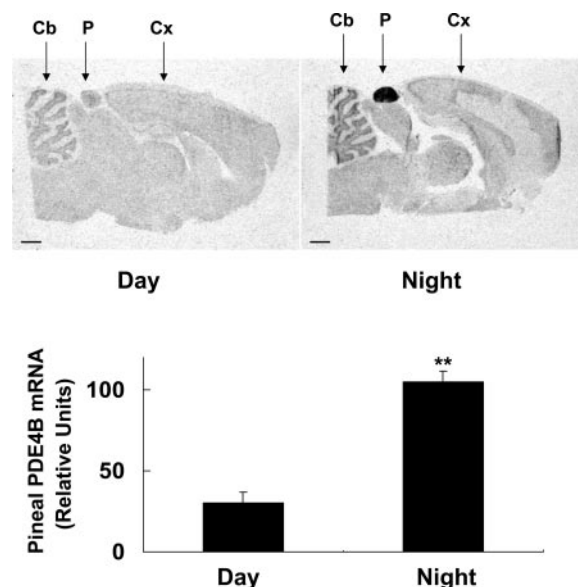 Cb P Cx
Cb P Cx
Day
Night
Pineal PDE4B mRNA
(Relative Units)
100
50
0
**
Day
Night